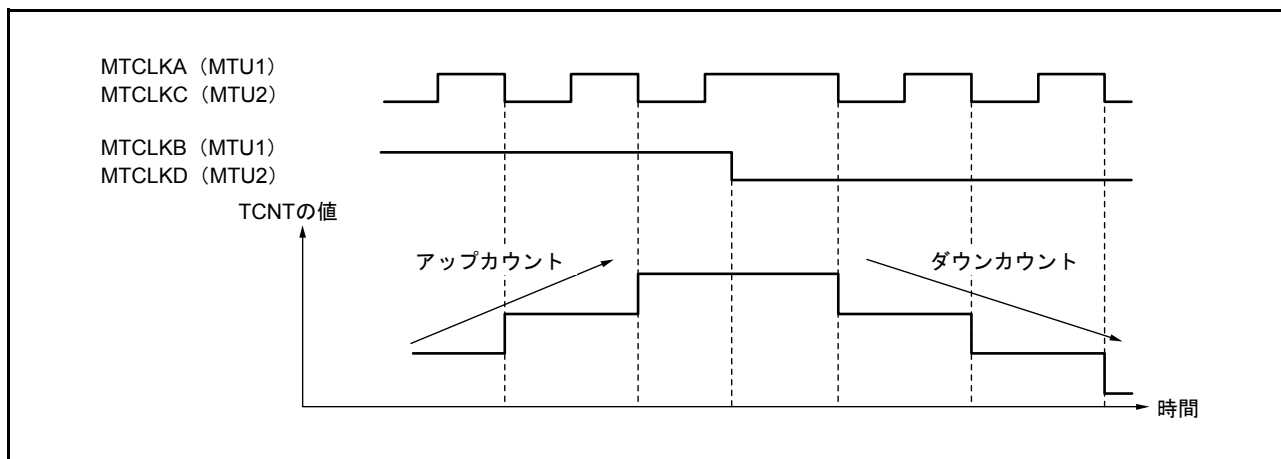 MTCLKA（MTU1）
MTCLKC（MTU2）
MTCLKB（MTU1）
MTCLKD（MTU2）
TCNTの値
アップカウント
ダウンカウント
時間